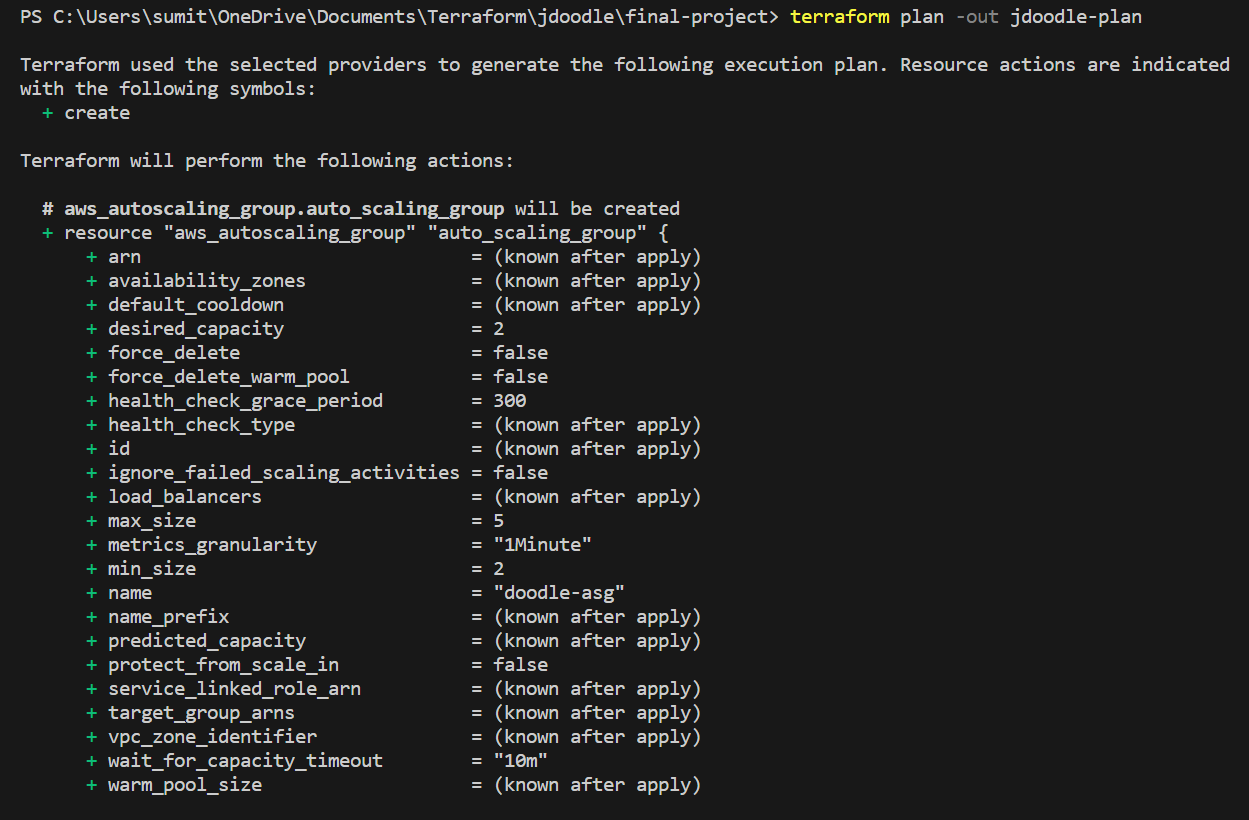 PS C:\Users\sumit\OneDrive\Documents\Terraform\jdoodle\final-project> terraform plan -out jdoodle-plan
Terraform used the selected providers to generate the following execution plan. Resource actions are indicated
with the following symbols:
  + create
Terraform will perform the following actions:
  # aws_autoscaling_group.auto_scaling_group will be created
  + resource "aws_autoscaling_group" "auto_scaling_group" {
      + arn                              = (known after apply)
      + availability_zones               = (known after apply)
      + default_cooldown                 = (known after apply)
      + desired_capacity                 = 2
      + force_delete                     = false
      + force_delete_warm_pool           = false
      + health_check_grace_period        = 300
      + health_check_type                = (known after apply)
      + id                               = (known after apply)
      + ignore_failed_scaling_activities = false
      + load_balancers                   = (known after apply)
      + max_size                         = 5
      + metrics_granularity              = "1Minute"
      + min_size                         = 2
      + name                             = "doodle-asg"
      + name_prefix                      = (known after apply)
      + predicted_capacity               = (known after apply)
      + protect_from_scale_in            = false
      + service_linked_role_arn          = (known after apply)
      + target_group_arns                = (known after apply)
      + vpc_zone_identifier              = (known after apply)
      + wait_for_capacity_timeout        = "10m"
      + warm_pool_size                   = (known after apply)